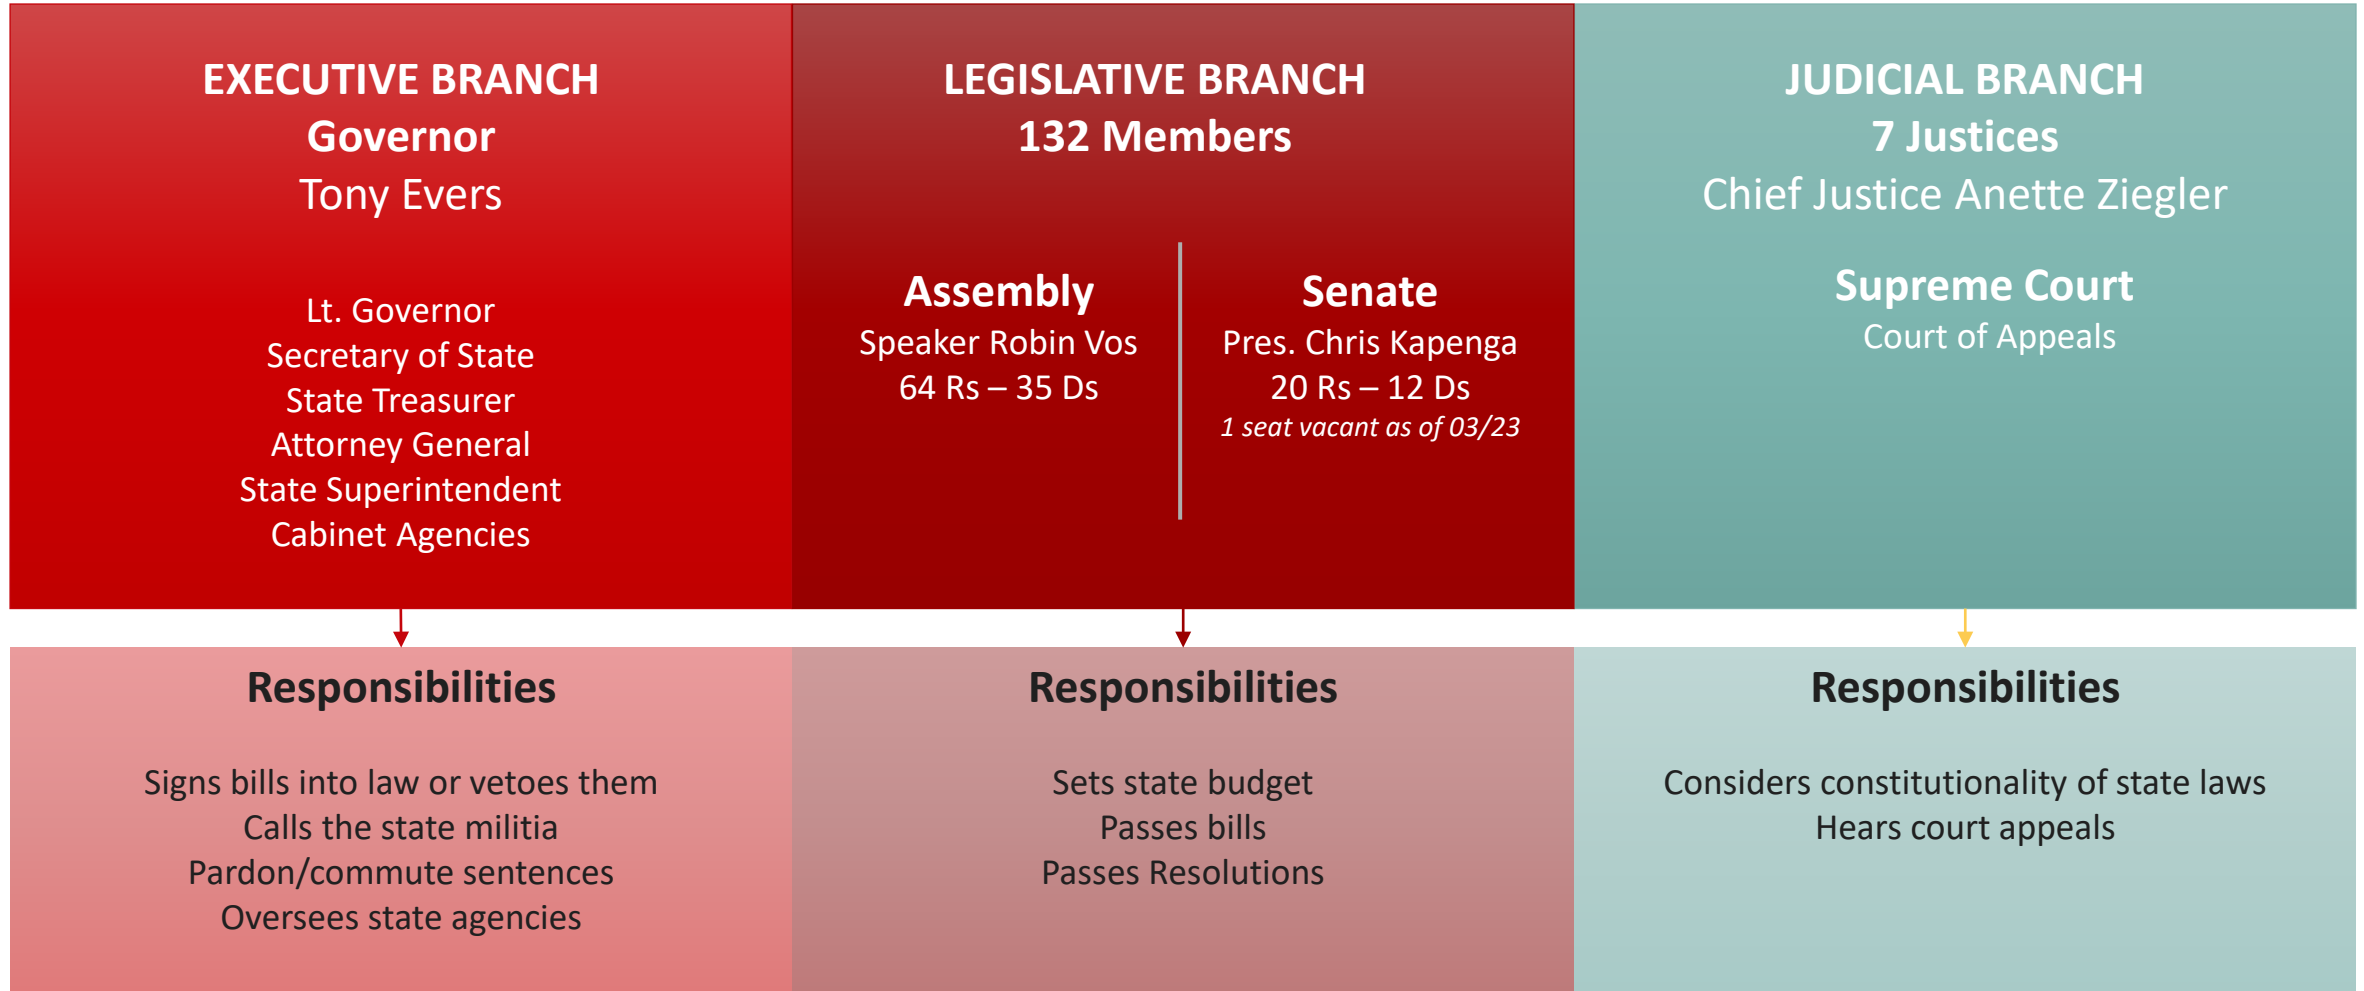 EXECUTIVE BRANCH
Governor
Tony Evers
Lt. Governor
Secretary of State
State Treasurer
Attorney General
State Superintendent
Cabinet Agencies
LEGISLATIVE BRANCH
132 Members
Assembly
Speaker Robin Vos
64 Rs – 35 Ds
Senate
Pres. Chris Kapenga
20 Rs – 12 Ds
1 seat vacant as of 03/23
JUDICIAL BRANCH
7 Justices
Chief Justice Anette Ziegler
Supreme Court
Court of Appeals
Responsibilities
Signs bills into law or vetoes them
Calls the state militia
Pardon/commute sentences
Oversees state agencies
Responsibilities
Sets state budget
Passes bills
Passes Resolutions
Responsibilities
Considers constitutionality of state laws
Hears court appeals